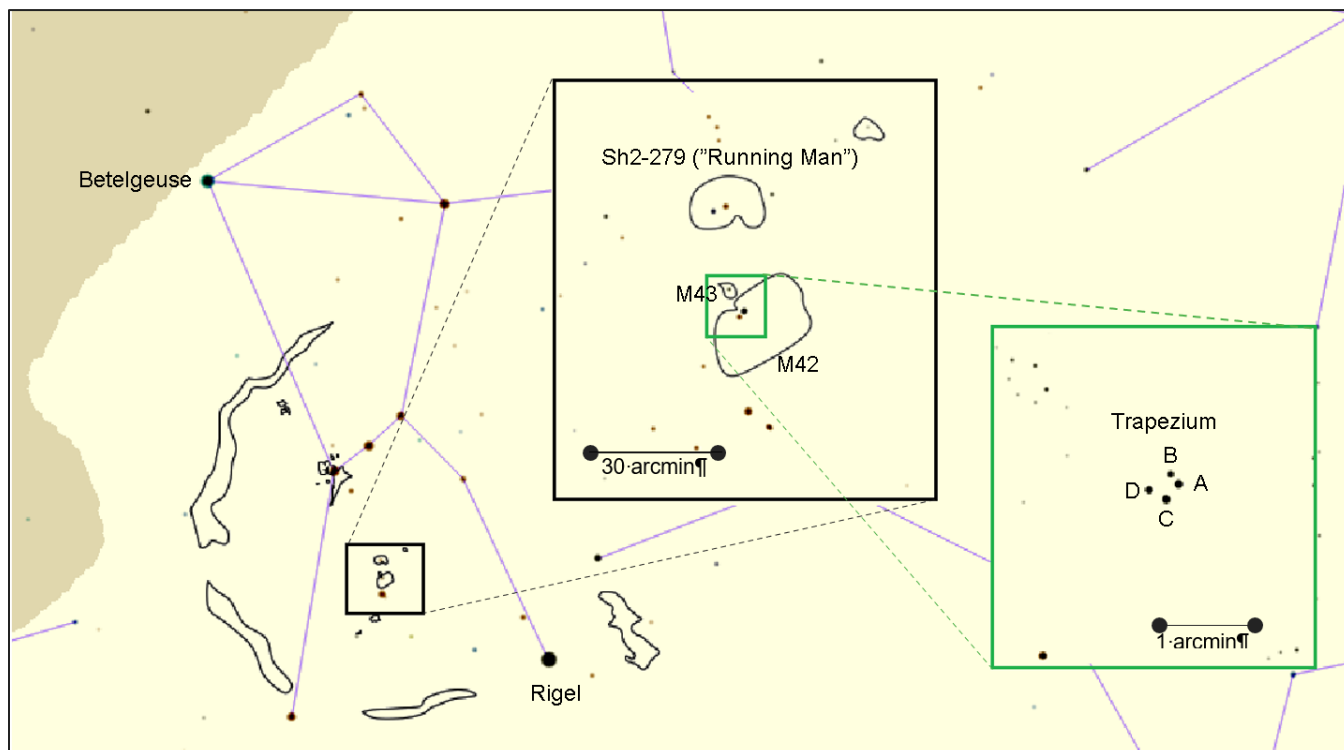 Betelgeuse
Sh2-279 ("Running Man")
M43
M42
30·arcmin¶
Trapezium
B
A
D
C
1·arcmin¶
Rigel